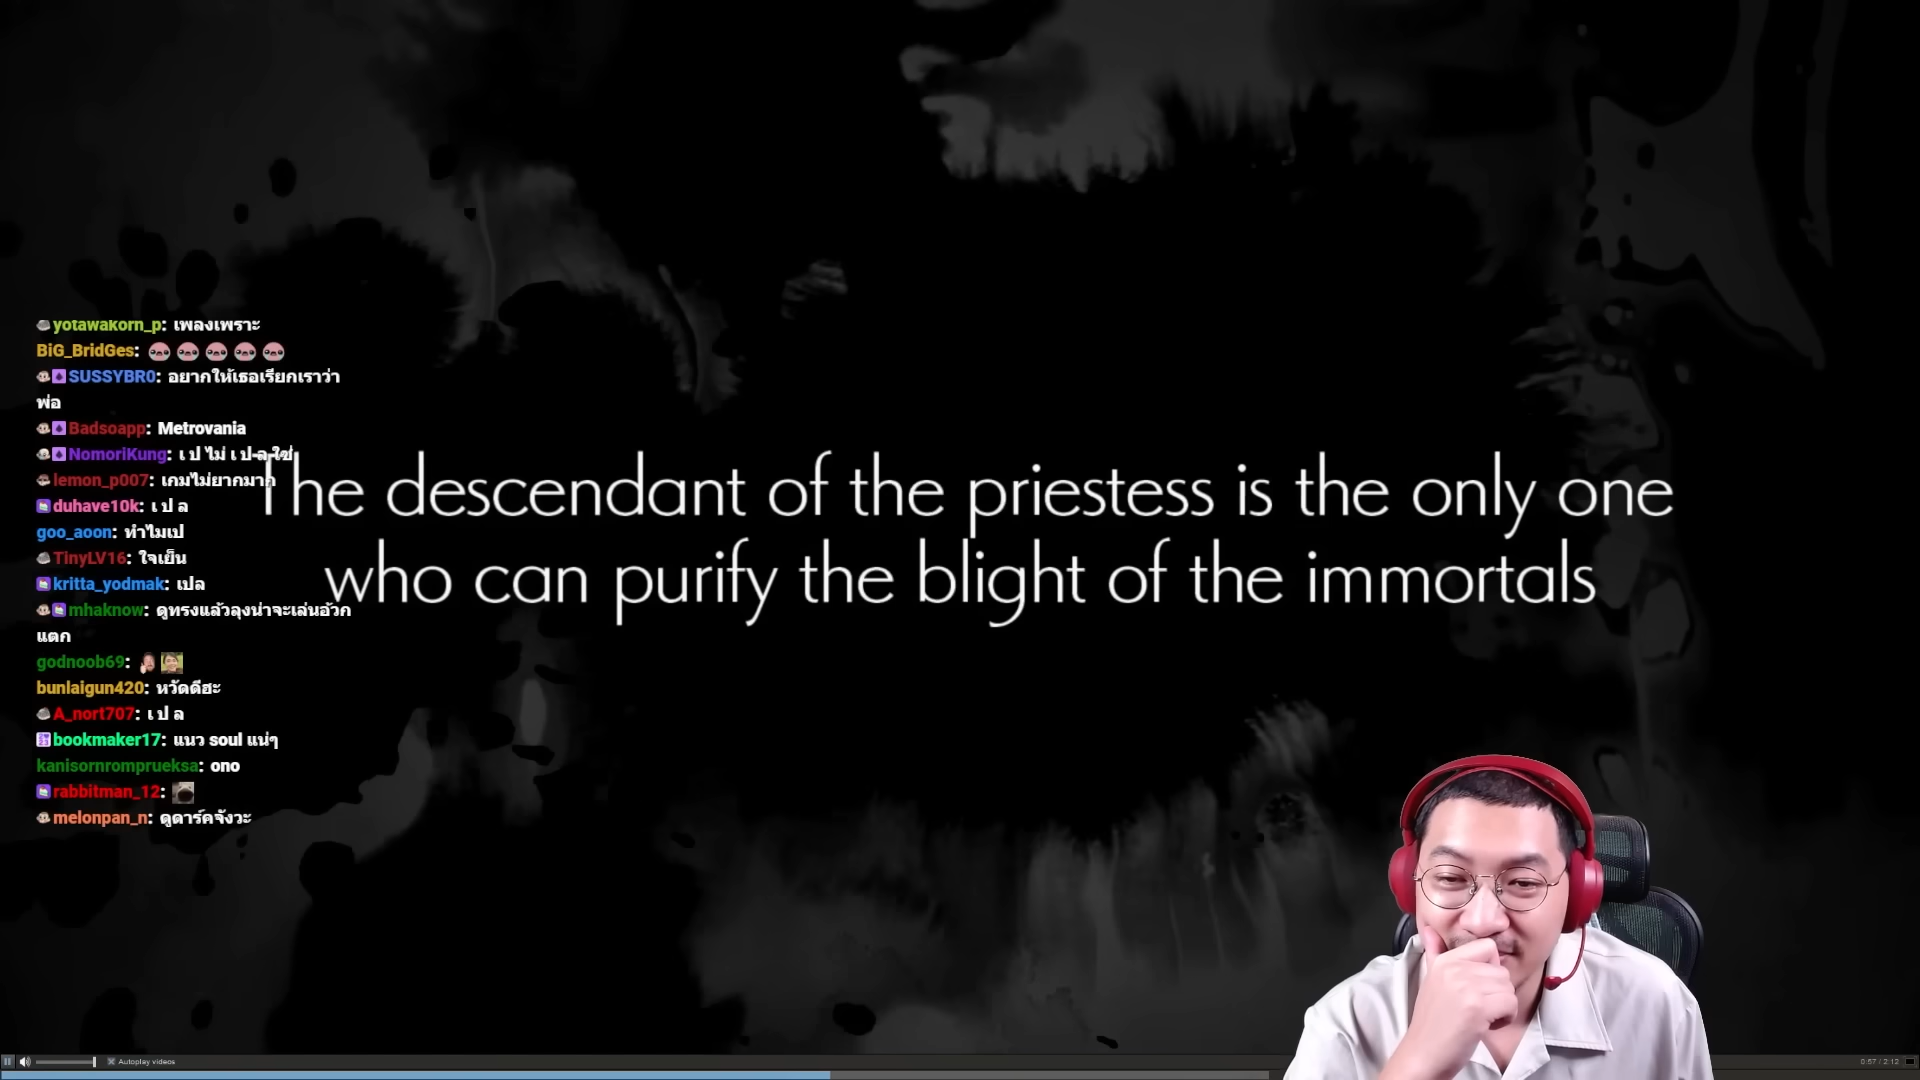 yotawakorn_p: เพลงเพราะ
BiG_BridGes:
SUSSYBR0: อยากให้เธอเรียกเราว่า
พ่อ
Badsoapp: Metrovania
NomoriKung: เ ป ไม่ เ ป ล ใช่
lemon_p007: เกมไม่ยากมาก
duhave10k: เ ป ล
goo_aoon: ทำไมเป
TinyLV16: ใจเย็น
kritta_yodmak: เปล
mhaknow: ดูทรงแล้วลุงน่าจะเล่นอ้วก
แตก
godnoob69:
bunlaigun420: หวัดดีฮะ
A_nort707: เ ป ล
bookmaker17: แนว soul แน่ๆ
kanisornromprueksa: ono
rabbitman_12:
melonpan_n: ดูดาร์คจังวะ
The descendant of the priestess is the only one
who can purify the blight of the immortals
Autoplay videos
0:57 / 2:12